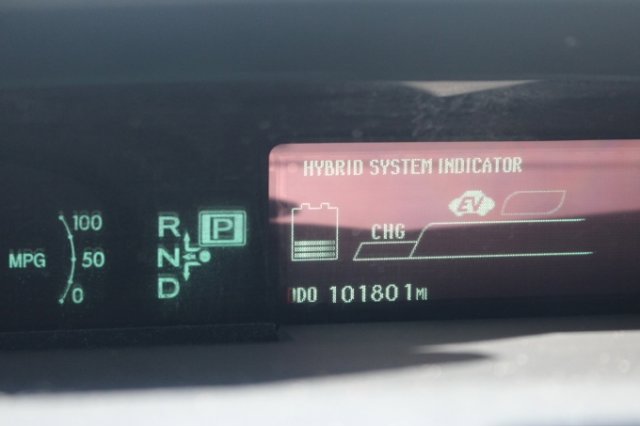 HYBRID SYSTEM INDICATOR
EV
CHG
100
MPG 50
0
R P
N
D
ODO 101801 MI